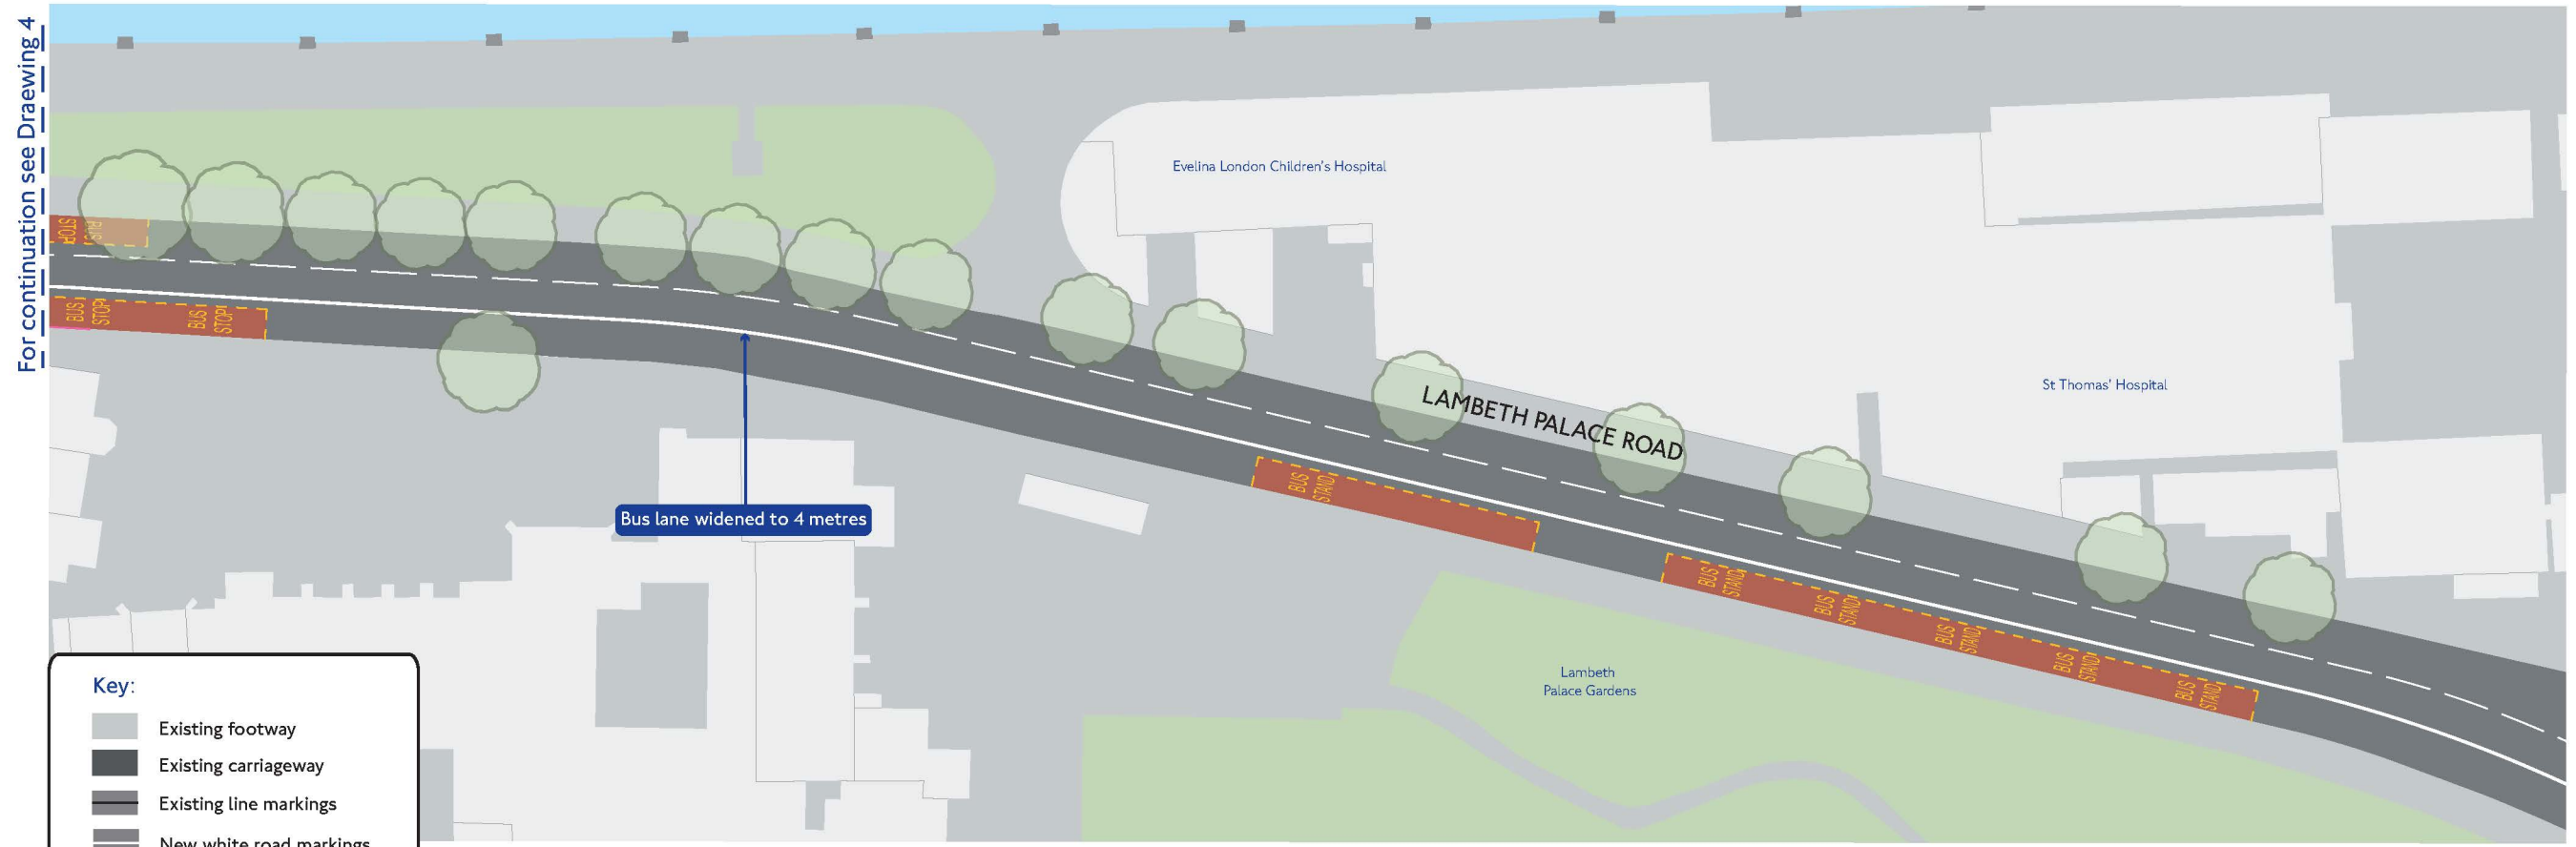 For continuation see Draewing 4
Evelina London Children's Hospital
BUS
STOP
BUS
STOP
BUS
STOP
St Thomas' Hospital
LAMBETH PALACE ROAD
BUS
STAND
Bus lane widened to 4 metres
BUS
STAND
BUS
STAND
BUS
STAND
BUS
STAND
BUS
STAND
Lambeth
Palace Gardens
Key:
Existing footway
Existing carriageway
Existing line markings
New white road markings